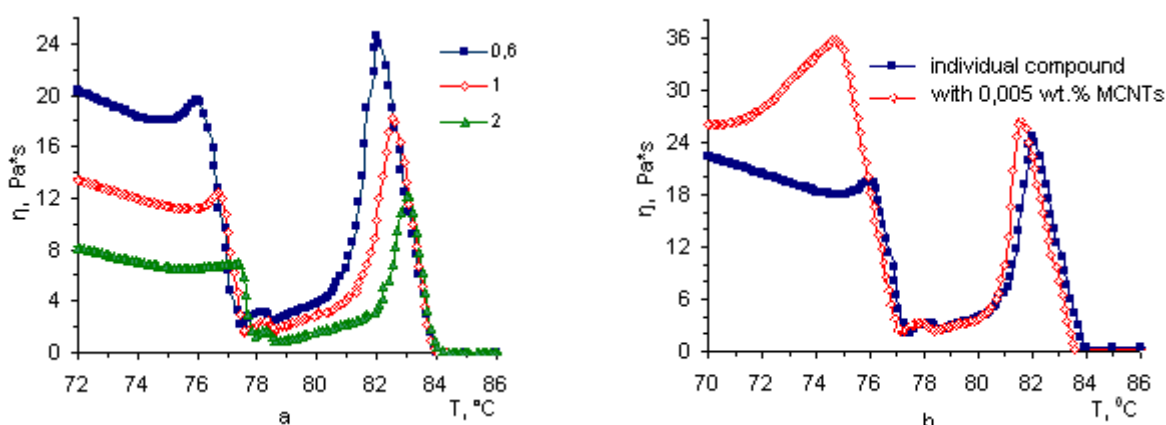 η, Pa*s
24
20
16
12
8
4
0
72 74 76 78 80 82 84 86
T, °C
a
0,6
1
2
η, Pa*s
36
30
24
18
12
6
0
70 72 74 76 78 80 82 84 86
T, ⁰C
b
individual compound
with 0,005 wt.% MCNTs